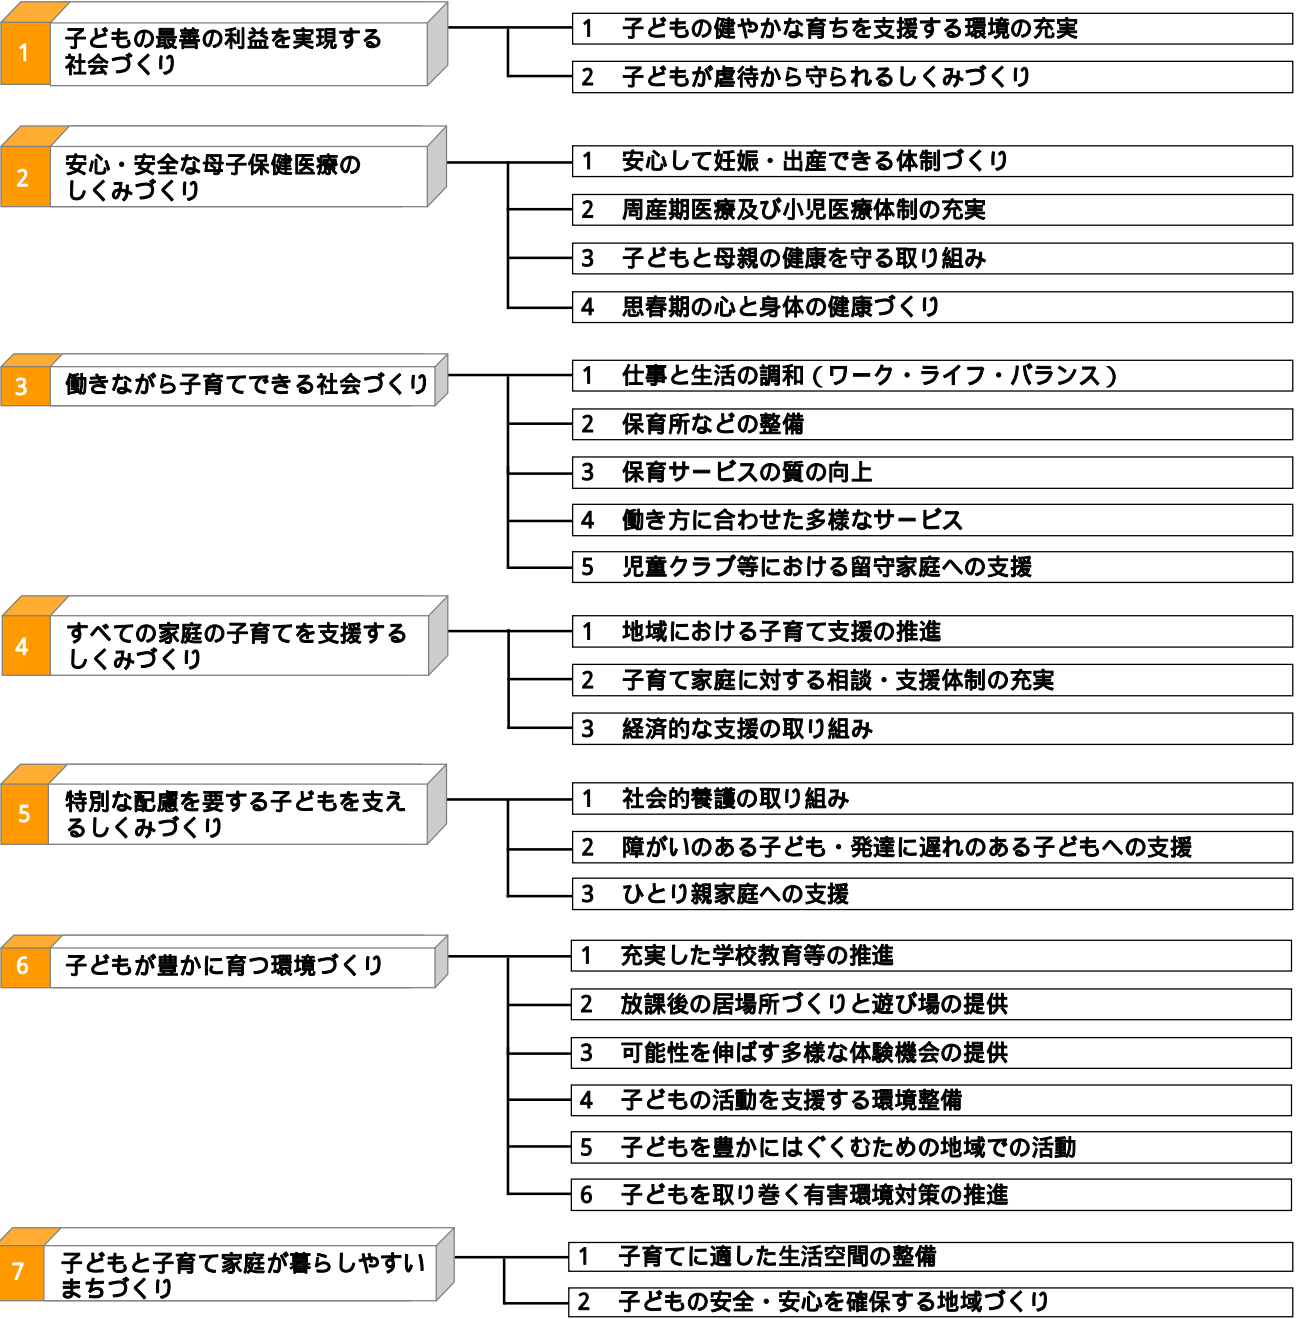 1 子どもの最善の利益を実現する
社会づくり
1 子どもの健やかな育ちを支援する環境の充実
2 子どもが虐待から守られるしくみづくり
2 安心・安全な母子保健医療の
しくみづくり
1 安心して妊娠・出産できる体制づくり
2 周産期医療及び小児医療体制の充実
3 子どもと母親の健康を守る取り組み
4 思春期の心と身体の健康づくり
3 働きながら子育てできる社会づくり
1 仕事と生活の調和（ワーク・ライフ・バランス）
2 保育所などの整備
3 保育サービスの質の向上
4 働き方に合わせた多様なサービス
5 児童クラブ等における留守家庭への支援
4 すべての家庭の子育てを支援する
しくみづくり
1 地域における子育て支援の推進
2 子育て家庭に対する相談・支援体制の充実
3 経済的な支援の取り組み
5 特別な配慮を要する子どもを支え
るしくみづくり
1 社会的養護の取り組み
2 障がいのある子ども・発達に遅れのある子どもへの支援
3 ひとり親家庭への支援
6 子どもが豊かに育つ環境づくり
1 充実した学校教育等の推進
2 放課後の居場所づくりと遊び場の提供
3 可能性を伸ばす多様な体験機会の提供
4 子どもの活動を支援する環境整備
5 子どもを豊かにはぐくむための地域での活動
6 子どもを取り巻く有害環境対策の推進
7 子どもと子育て家庭が暮らしやすい
まちづくり
1 子育てに適した生活空間の整備
2 子どもの安全・安心を確保する地域づくり